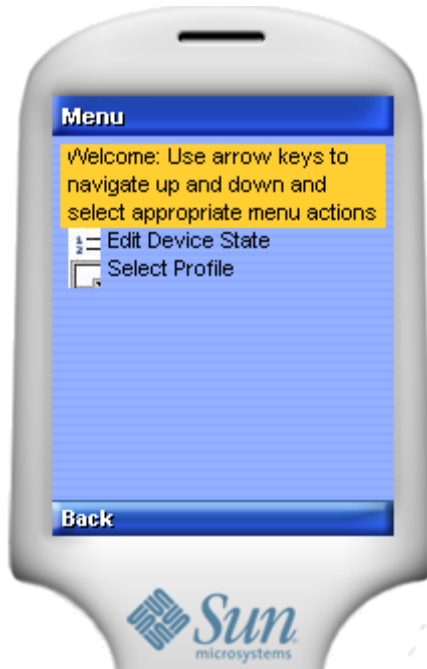 Menu
Welcome: Use arrow keys to
navigate up and down and
select appropriate menu actions
Edit Device State
Select Profile
Back
Sun
microsystems